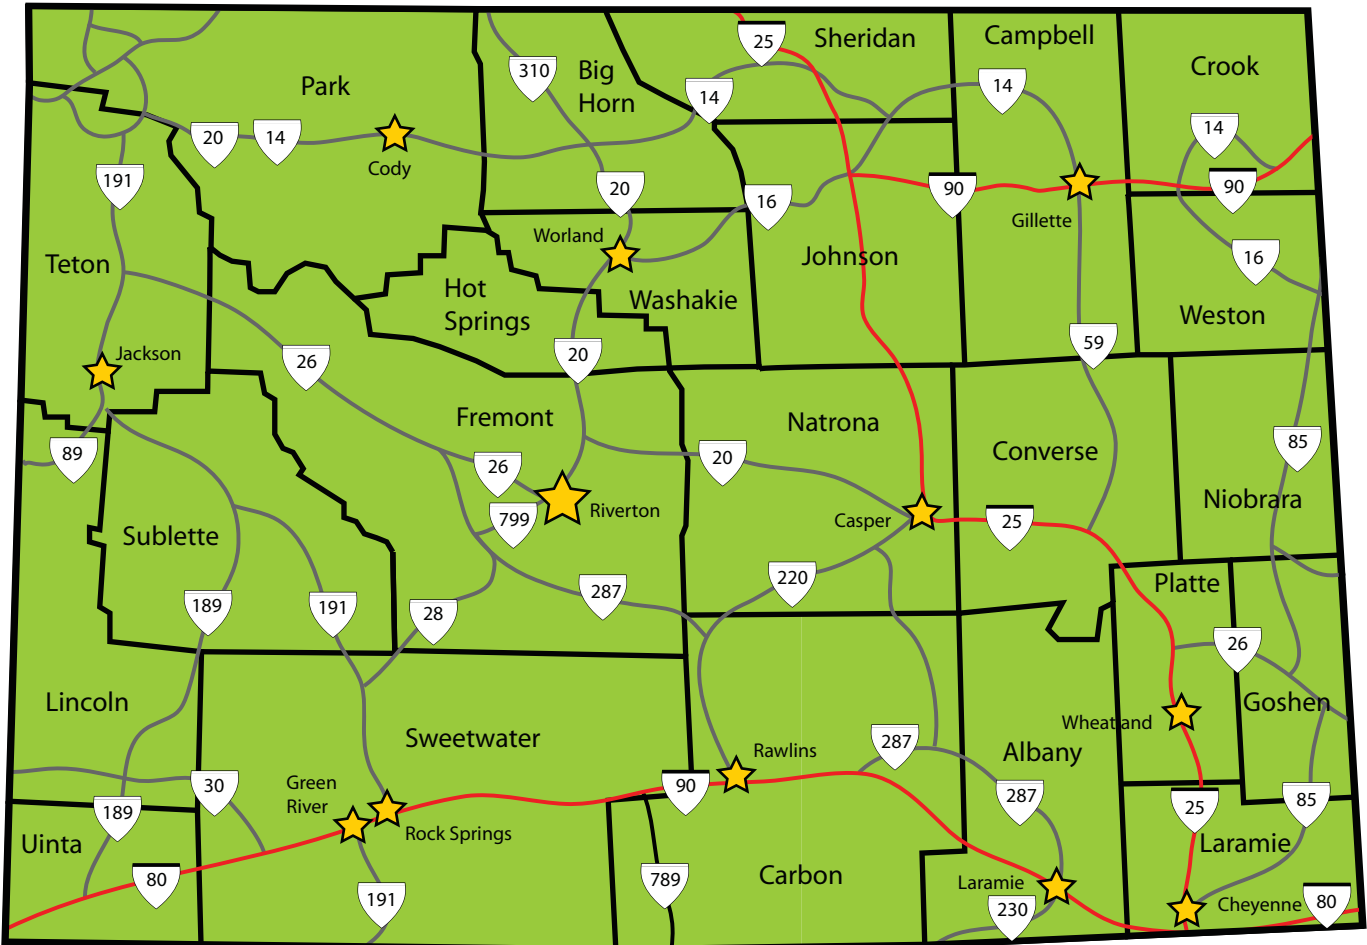 25
Sheridan
Campbell
Crook
Park
310
Big
Horn
14
14
14
20
14
Cody
191
20
16
90
Gillette
90
Worland
Johnson
16
Teton
Hot
Springs
Washakie
Weston
Jackson
26
20
59
89
Fremont
Natrona
Converse
85
26
20
Niobrara
Riverton
799
Casper
25
Sublette
Platte
189
191
28
287
220
26
Lincoln
Goshen
Sweetwater
Rawlins
287
Albany
Wheatland
Green
River
30
90
287
25
85
189
Rock Springs
Uinta
Laramie
80
191
789
Carbon
Laramie
230
Cheyenne
80